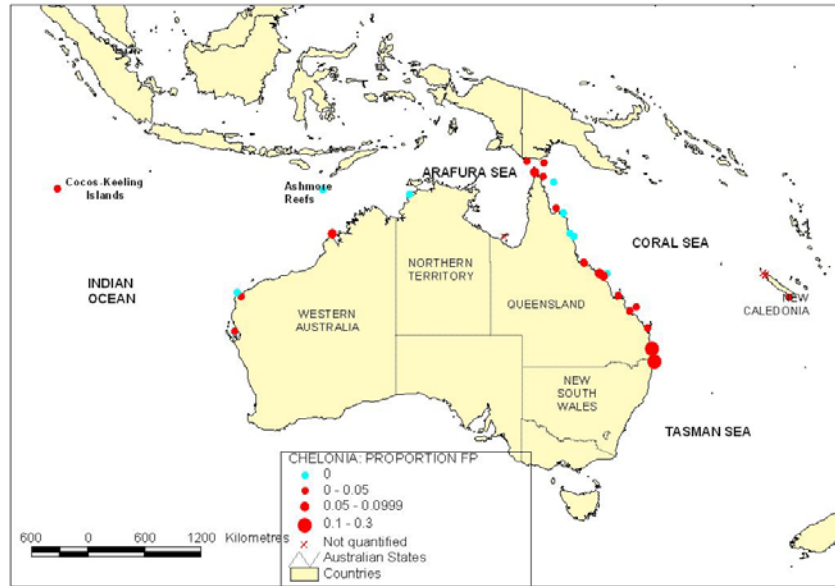 ARAFURA SEA
Cocos-Keeling
Islands
Ashmore
Reefs
CORAL SEA
NORTHERN
TERRITORY
INDIAN
OCEAN
QUEENSLAND
NEW
CALEDONIA
WESTERN
AUSTRALIA
NEW
SOUTH
WALES
TASMAN SEA
CHELONIA: PROPORTION FP
0
0 - 0.05
0.05 - 0.0999
0.1 - 0.3
Not quantified
Australian States
Countries
600 0 600 1200 Kilometres